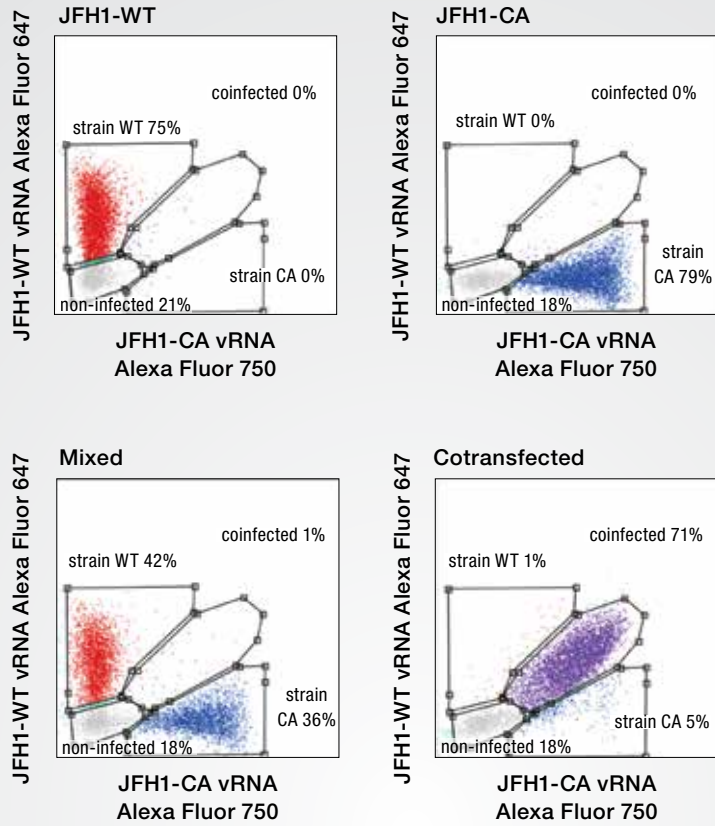 JFH1-WT
JFH1-WT vRNA Alexa Fluor 647
coinfected 0%
strain WT 75%
strain CA 0%
non-infected 21%
JFH1-CA vRNA
Alexa Fluor 750
JFH1-CA
JFH1-WT vRNA Alexa Fluor 647
coinfected 0%
strain WT 0%
strain
CA 79%
non-infected 18%
JFH1-CA vRNA
Alexa Fluor 750
Mixed
JFH1-WT vRNA Alexa Fluor 647
coinfected 1%
strain WT 42%
strain
CA 36%
non-infected 18%
JFH1-CA vRNA
Alexa Fluor 750
Cotransfected
JFH1-WT vRNA Alexa Fluor 647
coinfected 71%
strain WT 1%
strain CA 5%
non-infected 18%
JFH1-CA vRNA
Alexa Fluor 750